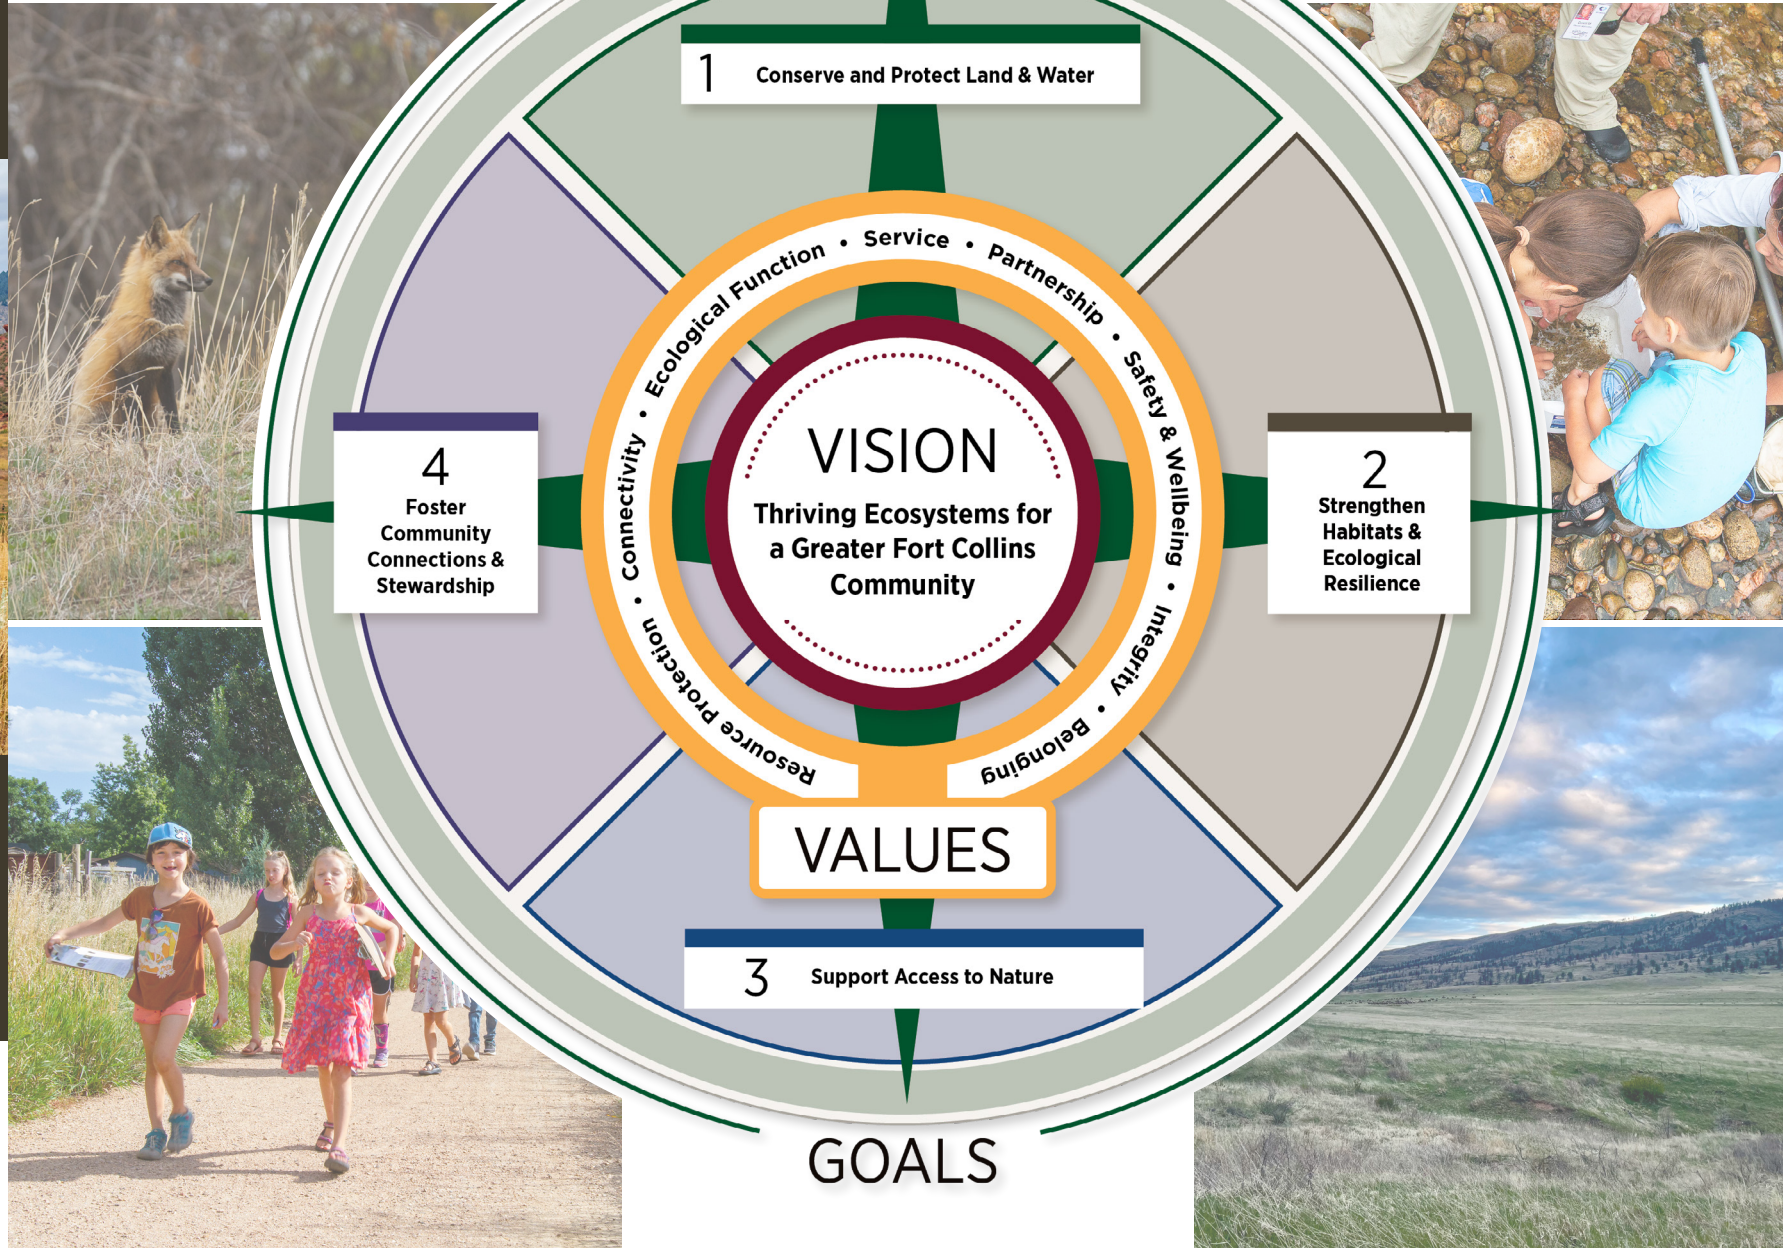 1
Conserve and Protect Land & Water
Resource Protection • Connectivity • Ecological Function • Service • Partnership • Safety & Wellbeing • Integrity • Belonging
VISION
Thriving Ecosystems for
a Greater Fort Collins
Community
4
Foster
Community
Connections &
Stewardship
2
Strengthen
Habitats &
Ecological
Resilience
VALUES
3
Support Access to Nature
GOALS